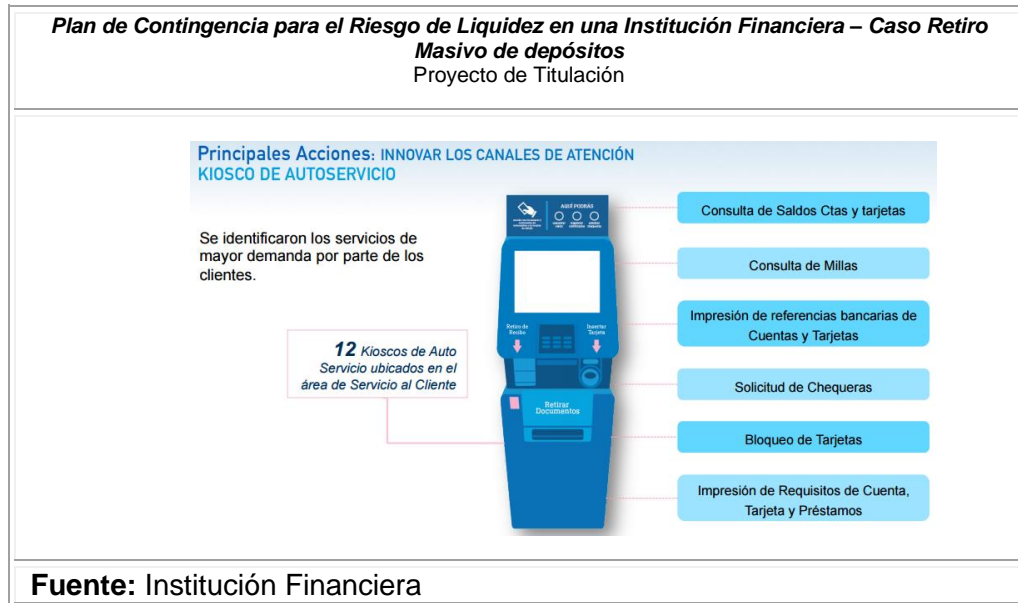 Plan de Contingencia para el Riesgo de Liquidez en una Institución Financiera – Caso Retiro
Masivo de depósitos
Proyecto de Titulación
Principales Acciones: INNOVAR LOS CANALES DE ATENCIÓN
KIOSCO DE AUTOSERVICIO
Se identificaron los servicios de
mayor demanda por parte de los
clientes.
12 Kioscos de Auto
Servicio ubicados en el
área de Servicio al Cliente
AQUÍ PODRÁS
Retiro de
Recibo
Insertar
Tarjeta
Retirar
Documentos
Consulta de Saldos Ctas y tarjetas
Consulta de Millas
Impresión de referencias bancarias de
Cuentas y Tarjetas
Solicitud de Chequeras
Bloqueo de Tarjetas
Impresión de Requisitos de Cuenta,
Tarjeta y Préstamos
Fuente: Institución Financiera